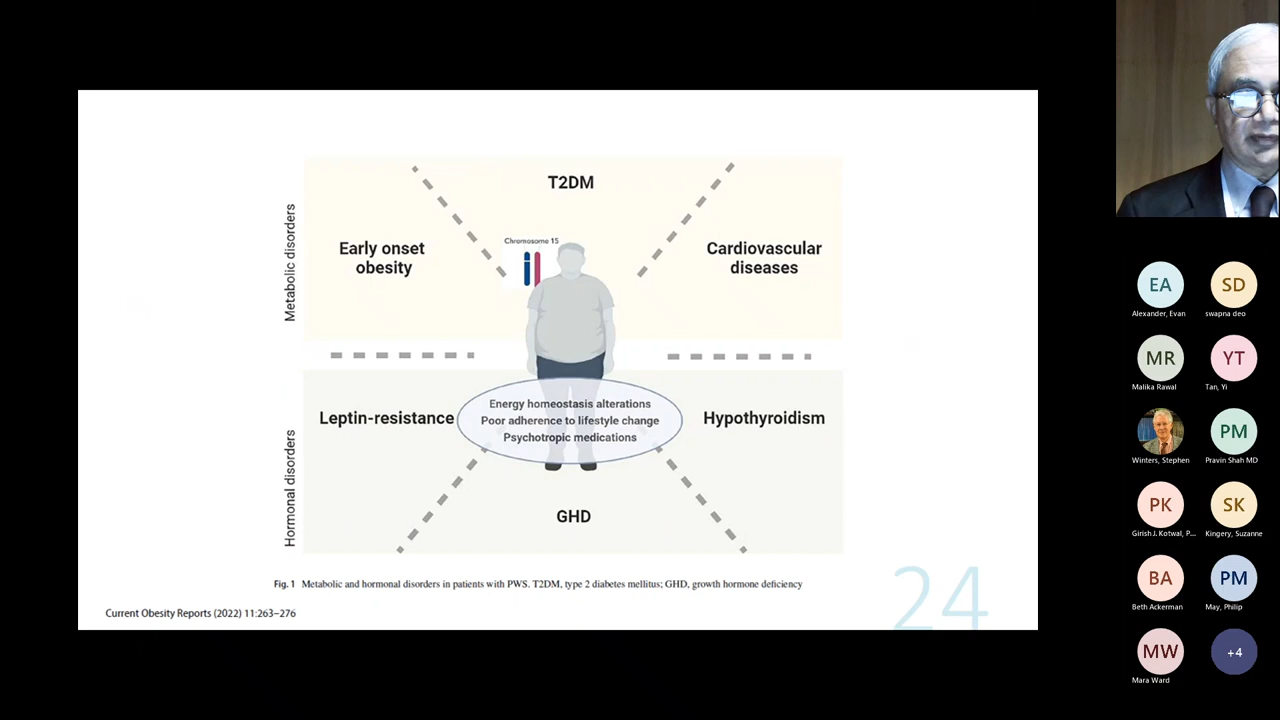 Metabolic disorders
T2DM
Early onset
obesity
Chromosome 15
Cardiovascular
diseases
Hormonal disorders
Leptin-resistance
Energy homeostasis alterations
Poor adherence to lifestyle change
Psychotropic medications
Hypothyroidism
GHD
Fig. 1 Metabolic and hormonal disorders in patients with PWS. T2DM, type 2 diabetes mellitus; GHD, growth hormone deficiency
Current Obesity Reports (2022) 11:263–276
24
EA
Alexander, Evan
SD
swapna deo
MR
Malika Rawal
YT
Tan, Yi
Winters, Stephen
PM
Pravin Shah MD
PK
Girish J. Kotwal, P...
SK
Kingery, Suzanne
BA
Beth Ackerman
PM
May, Philip
MW
Mara Ward
+4